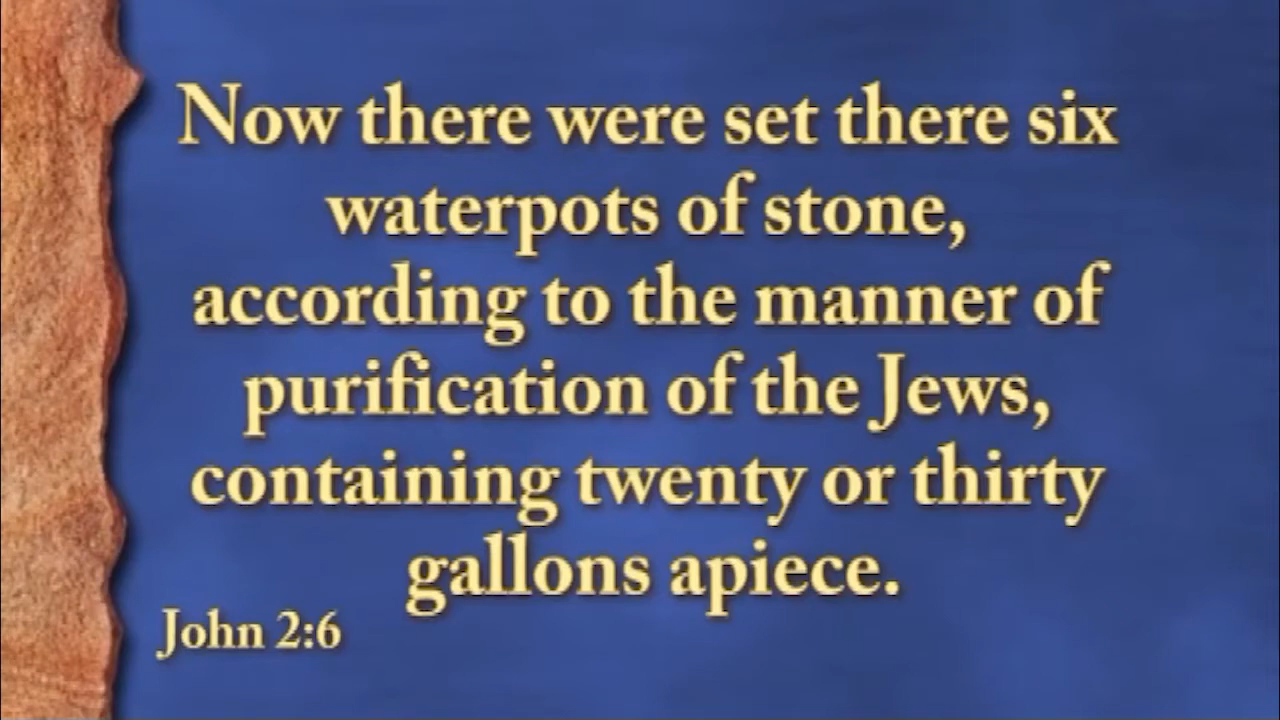 Now there were set there six
waterpots of stone,
according to the manner of
purification of the Jews,
containing twenty or thirty
gallons apiece.
John 2:6